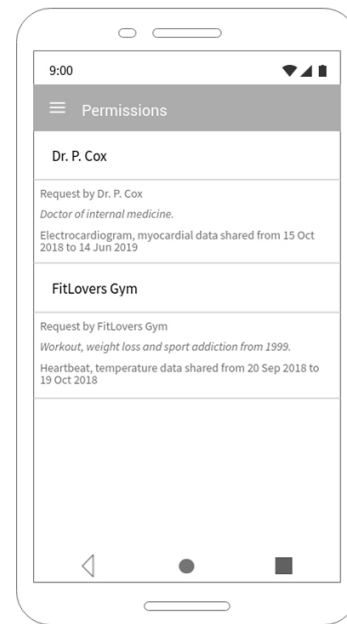 9:00
Permissions
Dr. P. Cox
Request by Dr. P. Cox
Doctor of internal medicine.
Electrocardiogram, myocardial data shared from 15 Oct
2018 to 14 Jun 2019
FitLovers Gym
Request by FitLovers Gym
Workout, weight loss and sport addiction from 1999.
Heartbeat, temperature data shared from 20 Sep 2018 to
19 Oct 2018